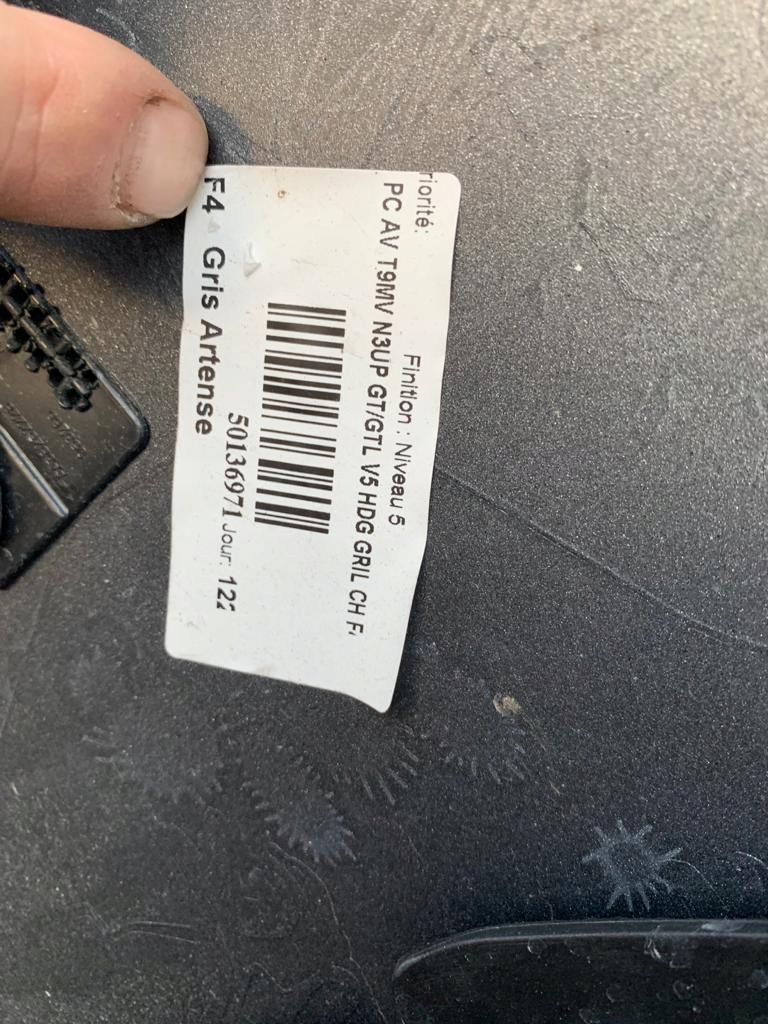 riorité:
Finition : Niveau 5
PC AV T9MV N3UP GT/GTL V5 HDG GRIL CH F
50136971 Jour: 122
F4 Gris Artense